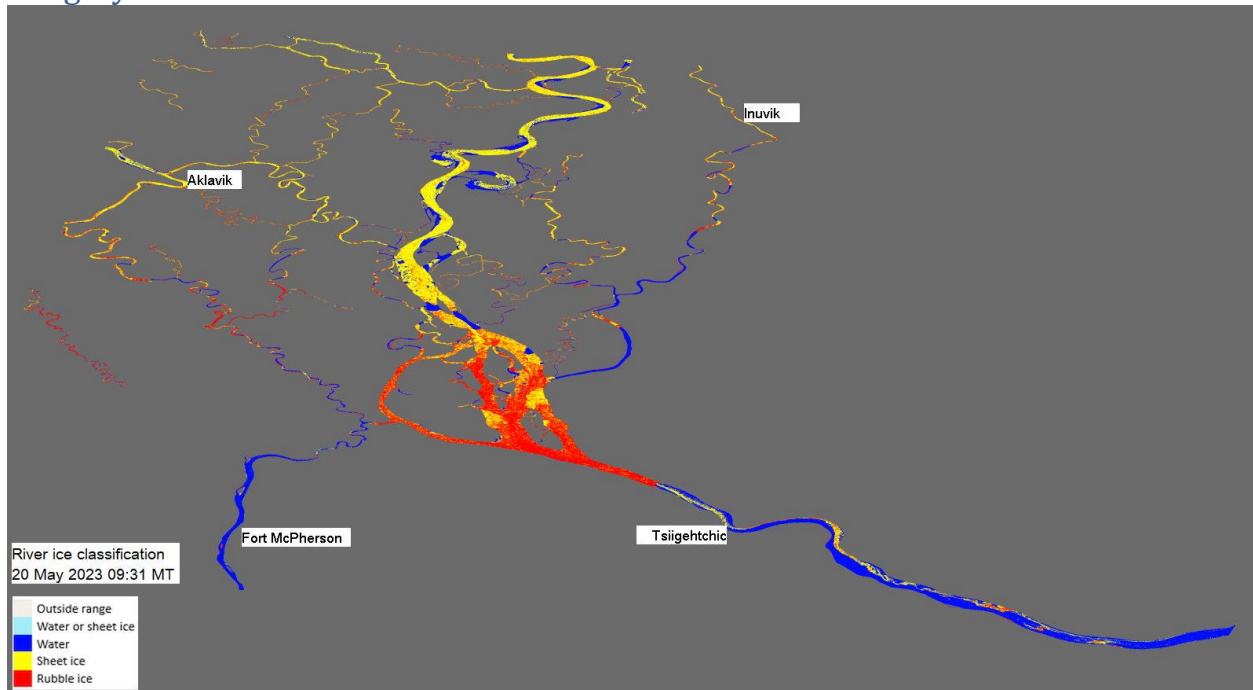 Inuvik
Aklavik
Fort McPherson
Tsiigehtchic
River ice classification
20 May 2023 09:31 MT
Outside range
Water or sheet ice
Water
Sheet ice
Rubble ice